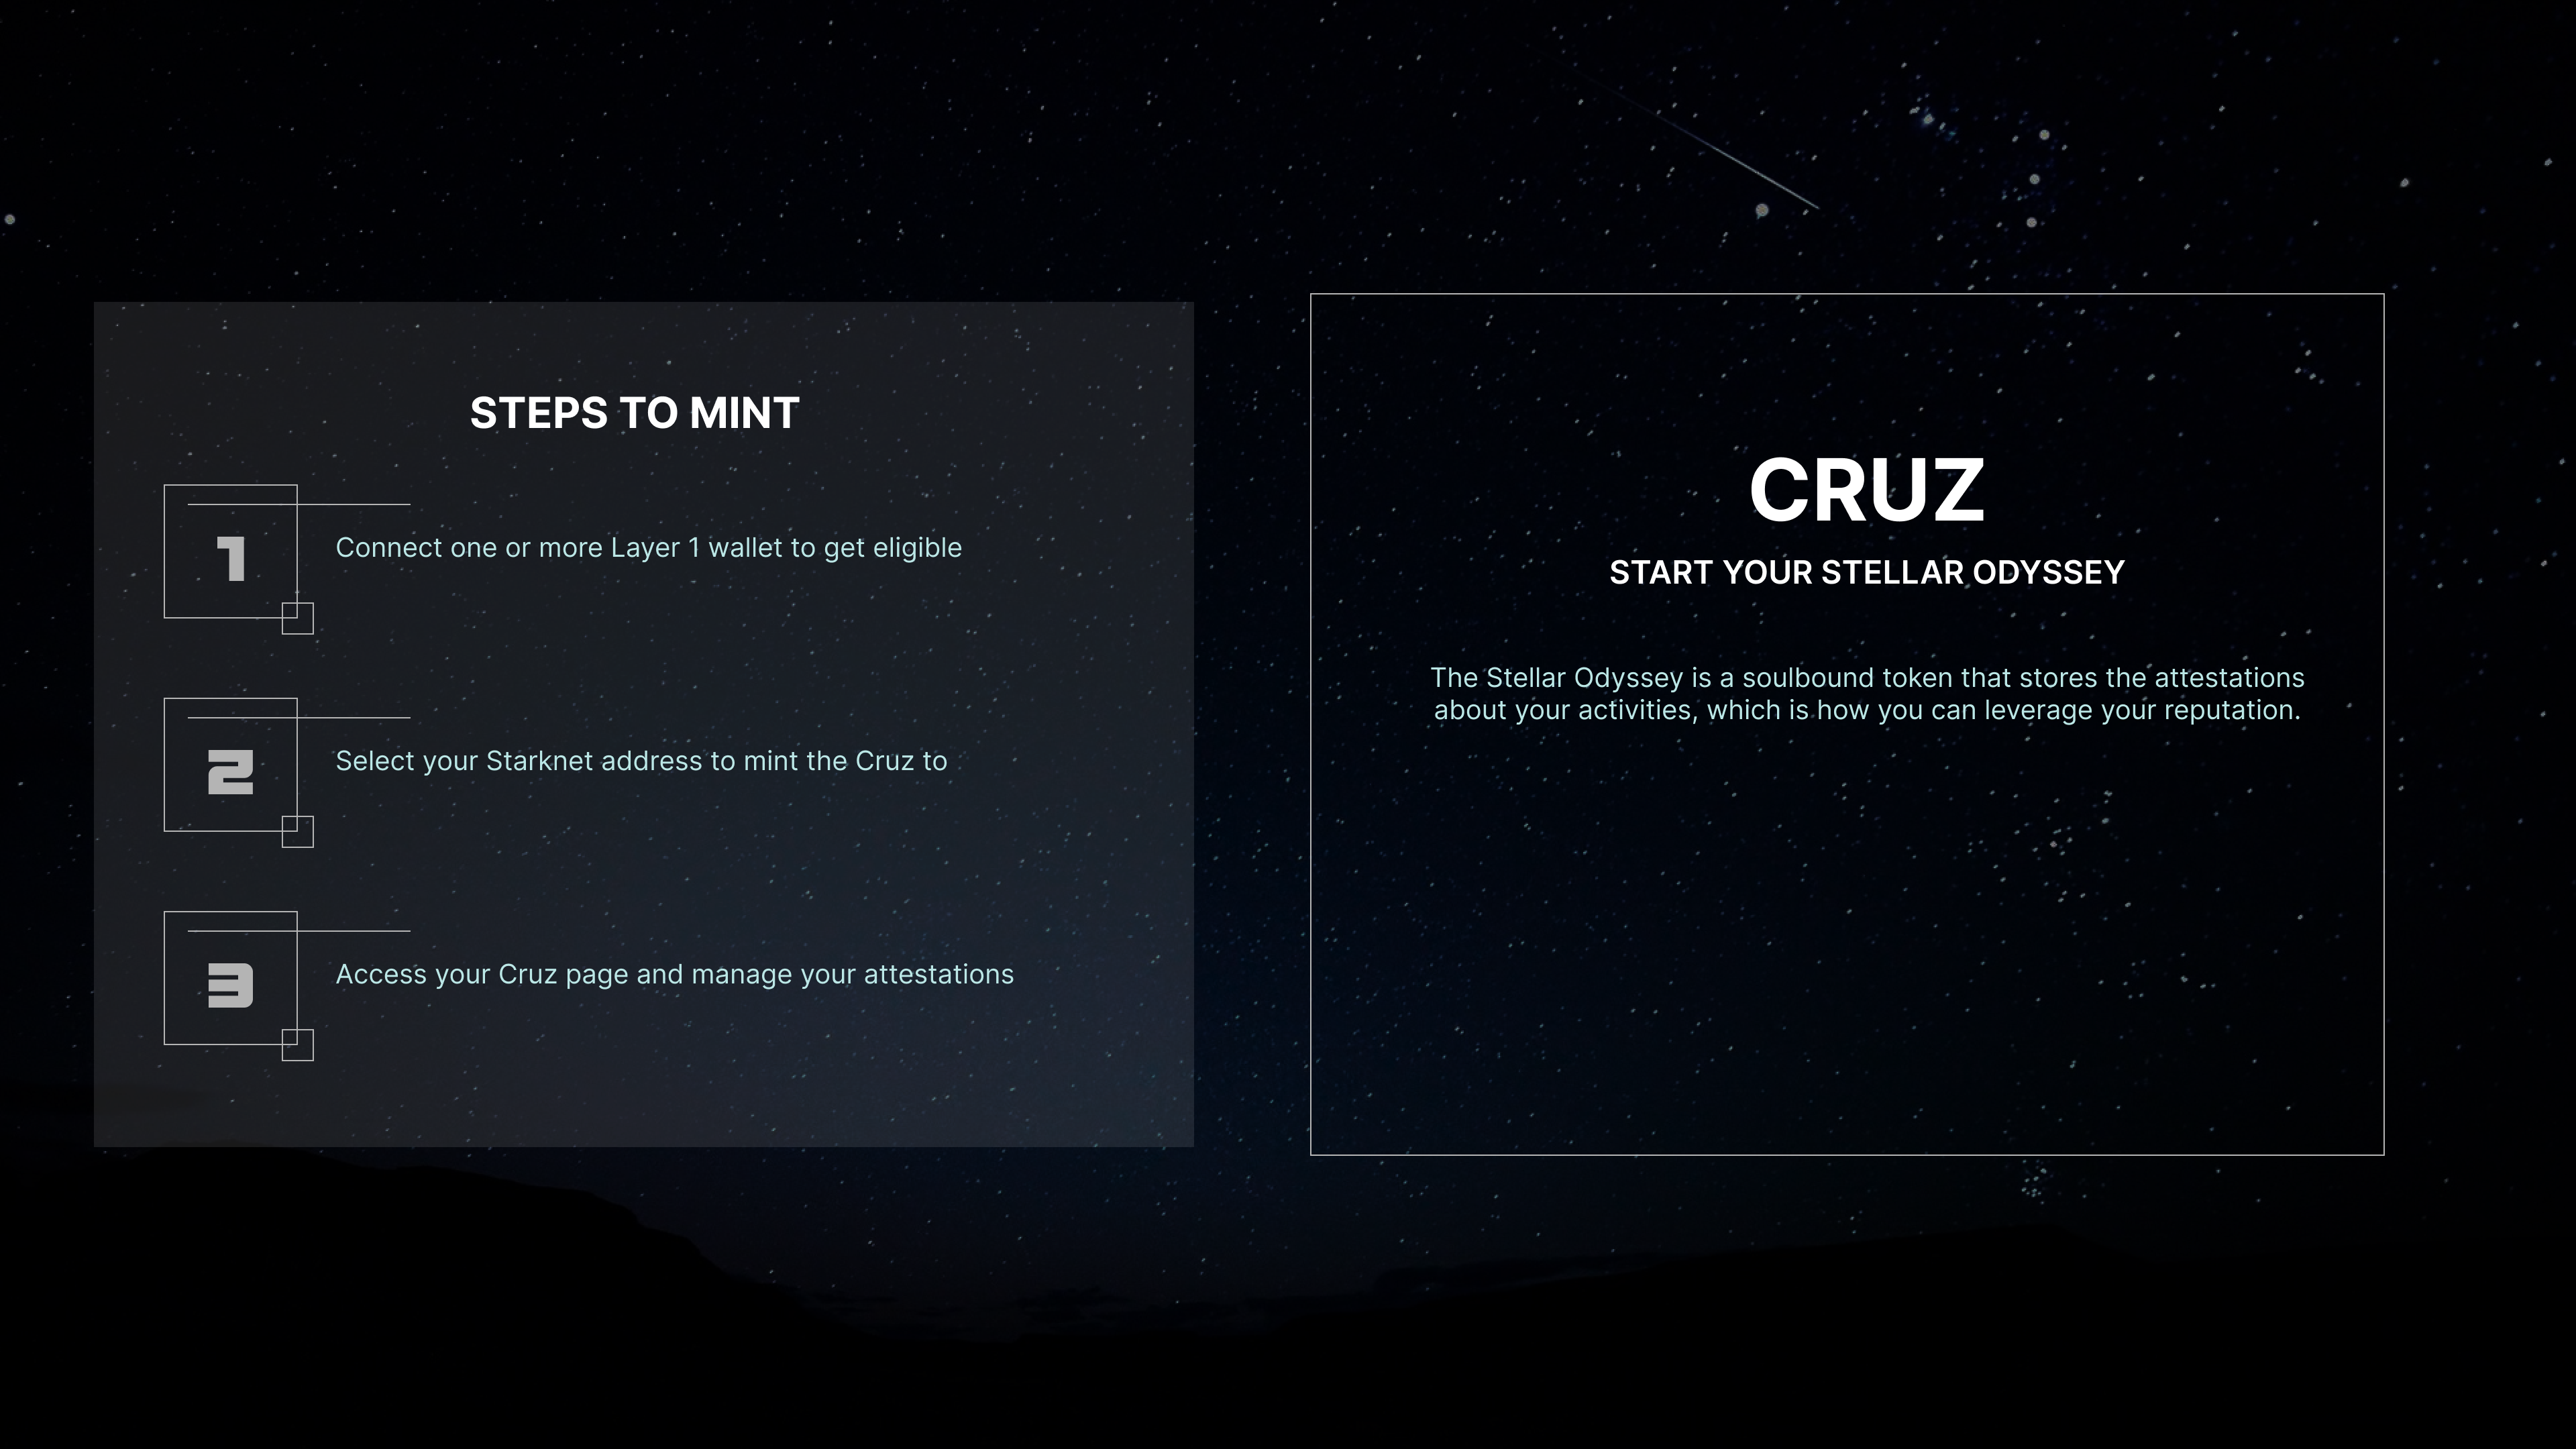 STEPS TO MINT
1
Connect one or more Layer 1 wallet to get eligible
2
Select your Starknet address to mint the Cruz to
3
Access your Cruz page and manage your attestations
CRUZ
START YOUR STELLAR ODYSSEY
The Stellar Odyssey is a soulbound token that stores the attestations
about your activities, which is how you can leverage your reputation.